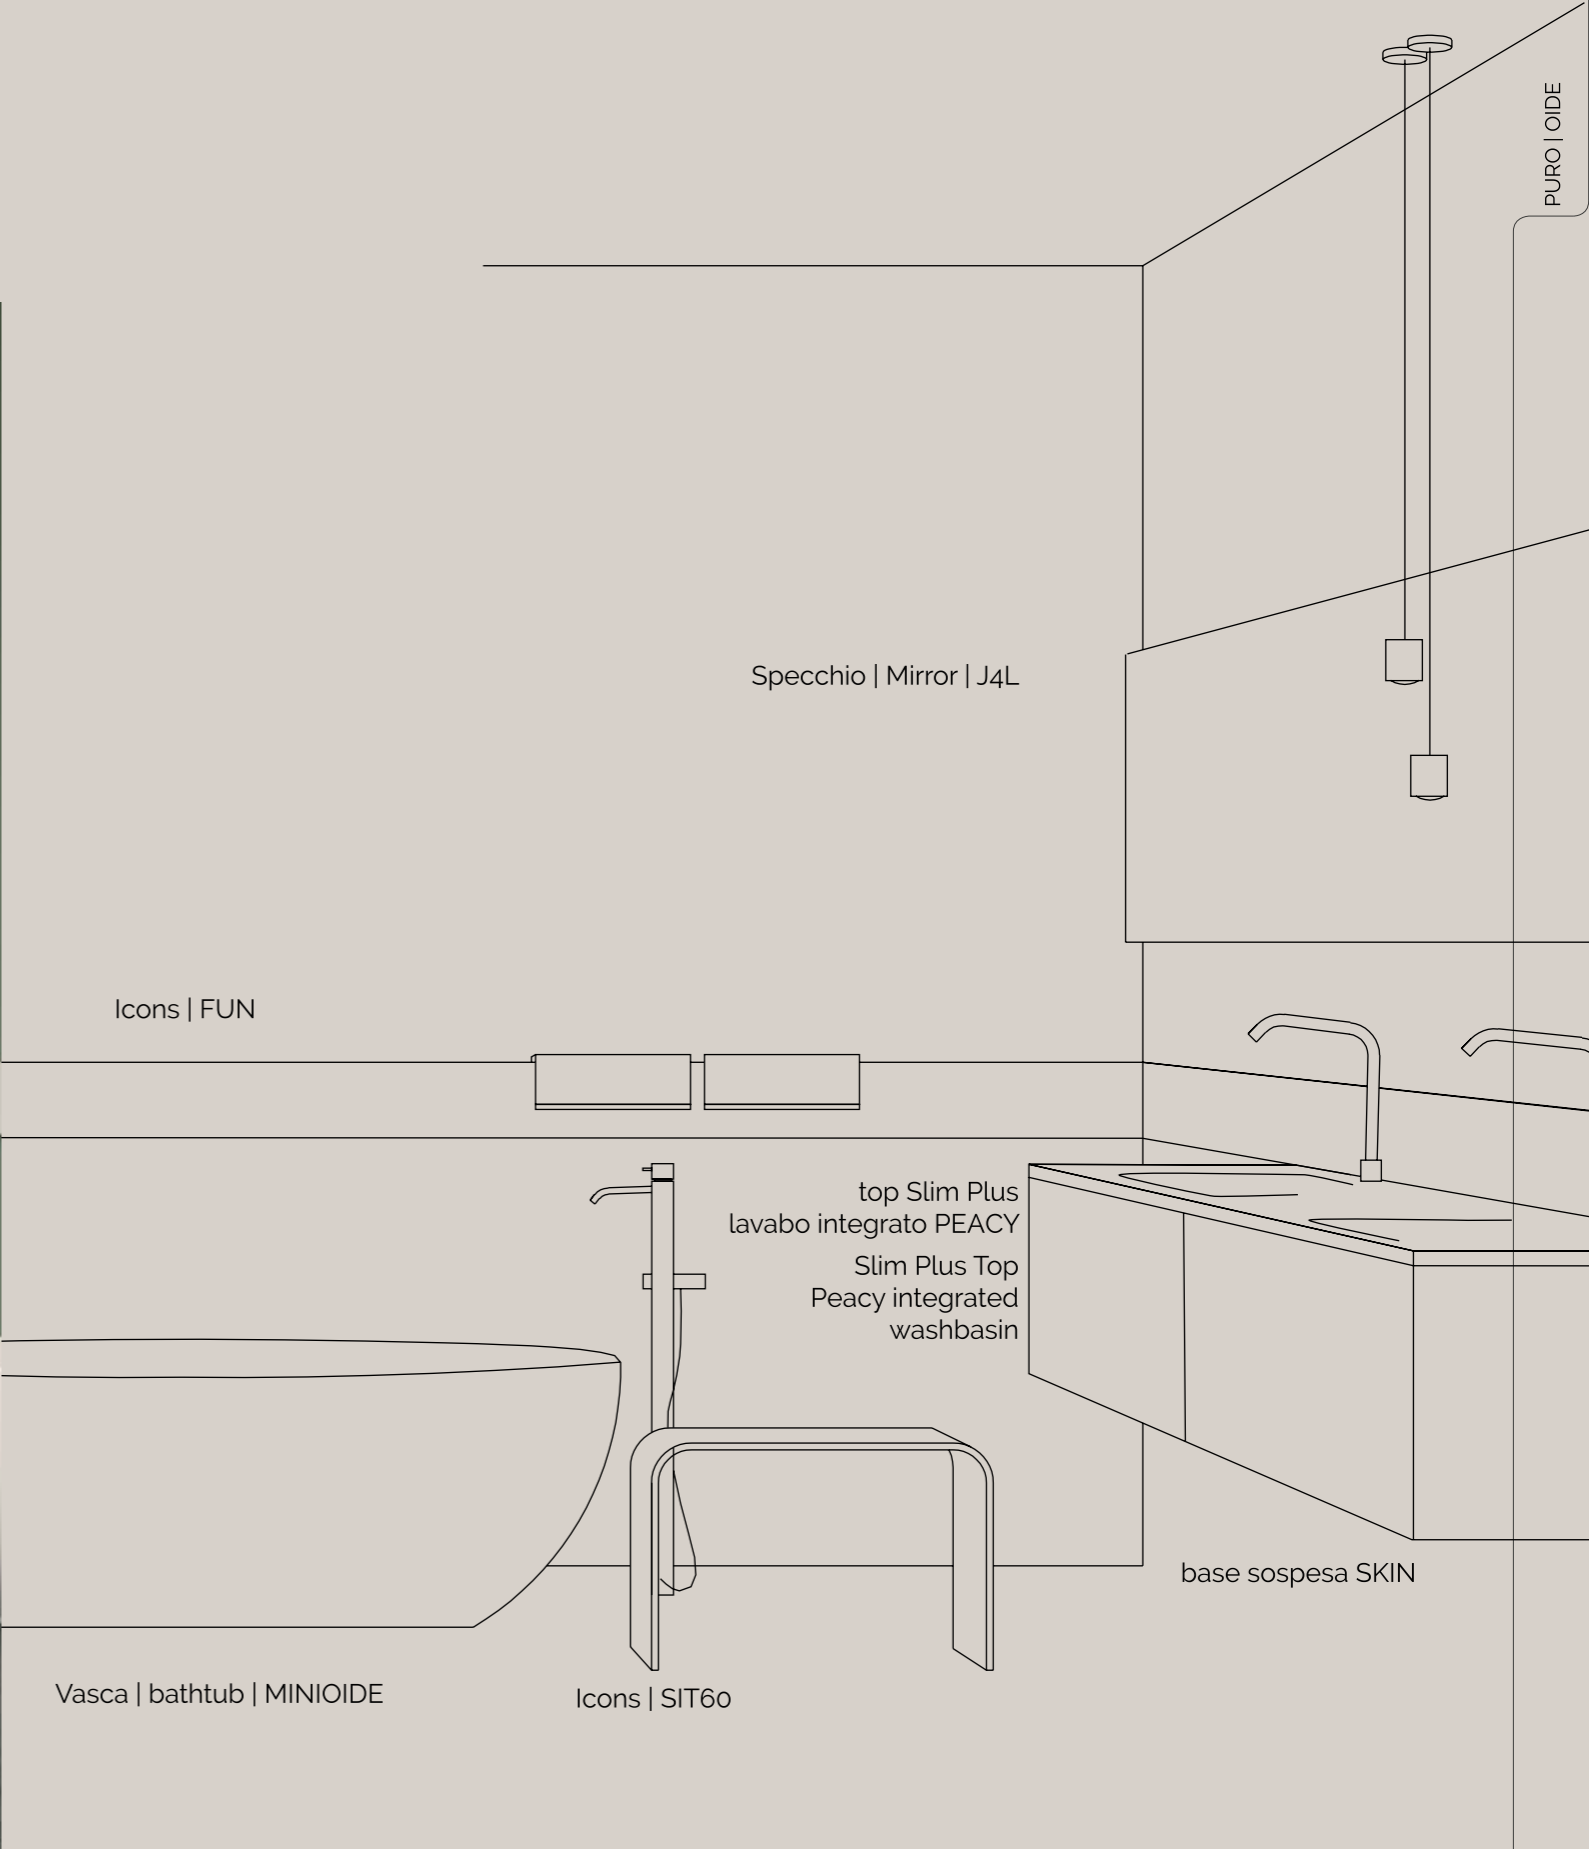 PURO | OIDE
Specchio | Mirror | J4L
Icons | FUN
top Slim Plus
lavabo integrato PEACY
Slim Plus Top
Peacy integrated
washbasin
base sospesa SKIN
Vasca | bathtub | MINIOIDE
Icons | SIT60